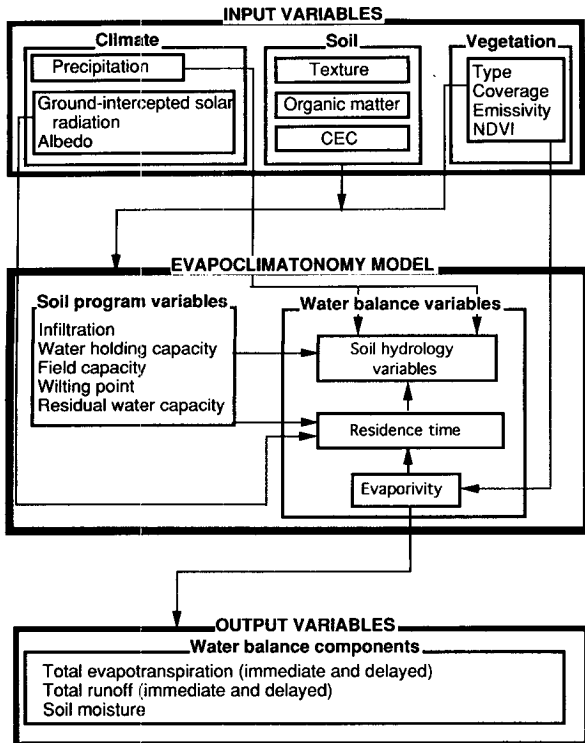 INPUT VARIABLES
Climate
Precipitation
Ground-intercepted solar
radiation
Albedo
Soil
Texture
Organic matter
CEC
Vegetation
Type
Coverage
Emissivity
NDVI
EVAPOCLIMATONOMY MODEL
Soil program variables
Infiltration
Water holding capacity
Field capacity
Wilting point
Residual water capacity
Water balance variables
Soil hydrology
variables
Residence time
Evaporivity
OUTPUT VARIABLES
Water balance components
Total evapotranspiration (immediate and delayed)
Total runoff (immediate and delayed)
Soil moisture